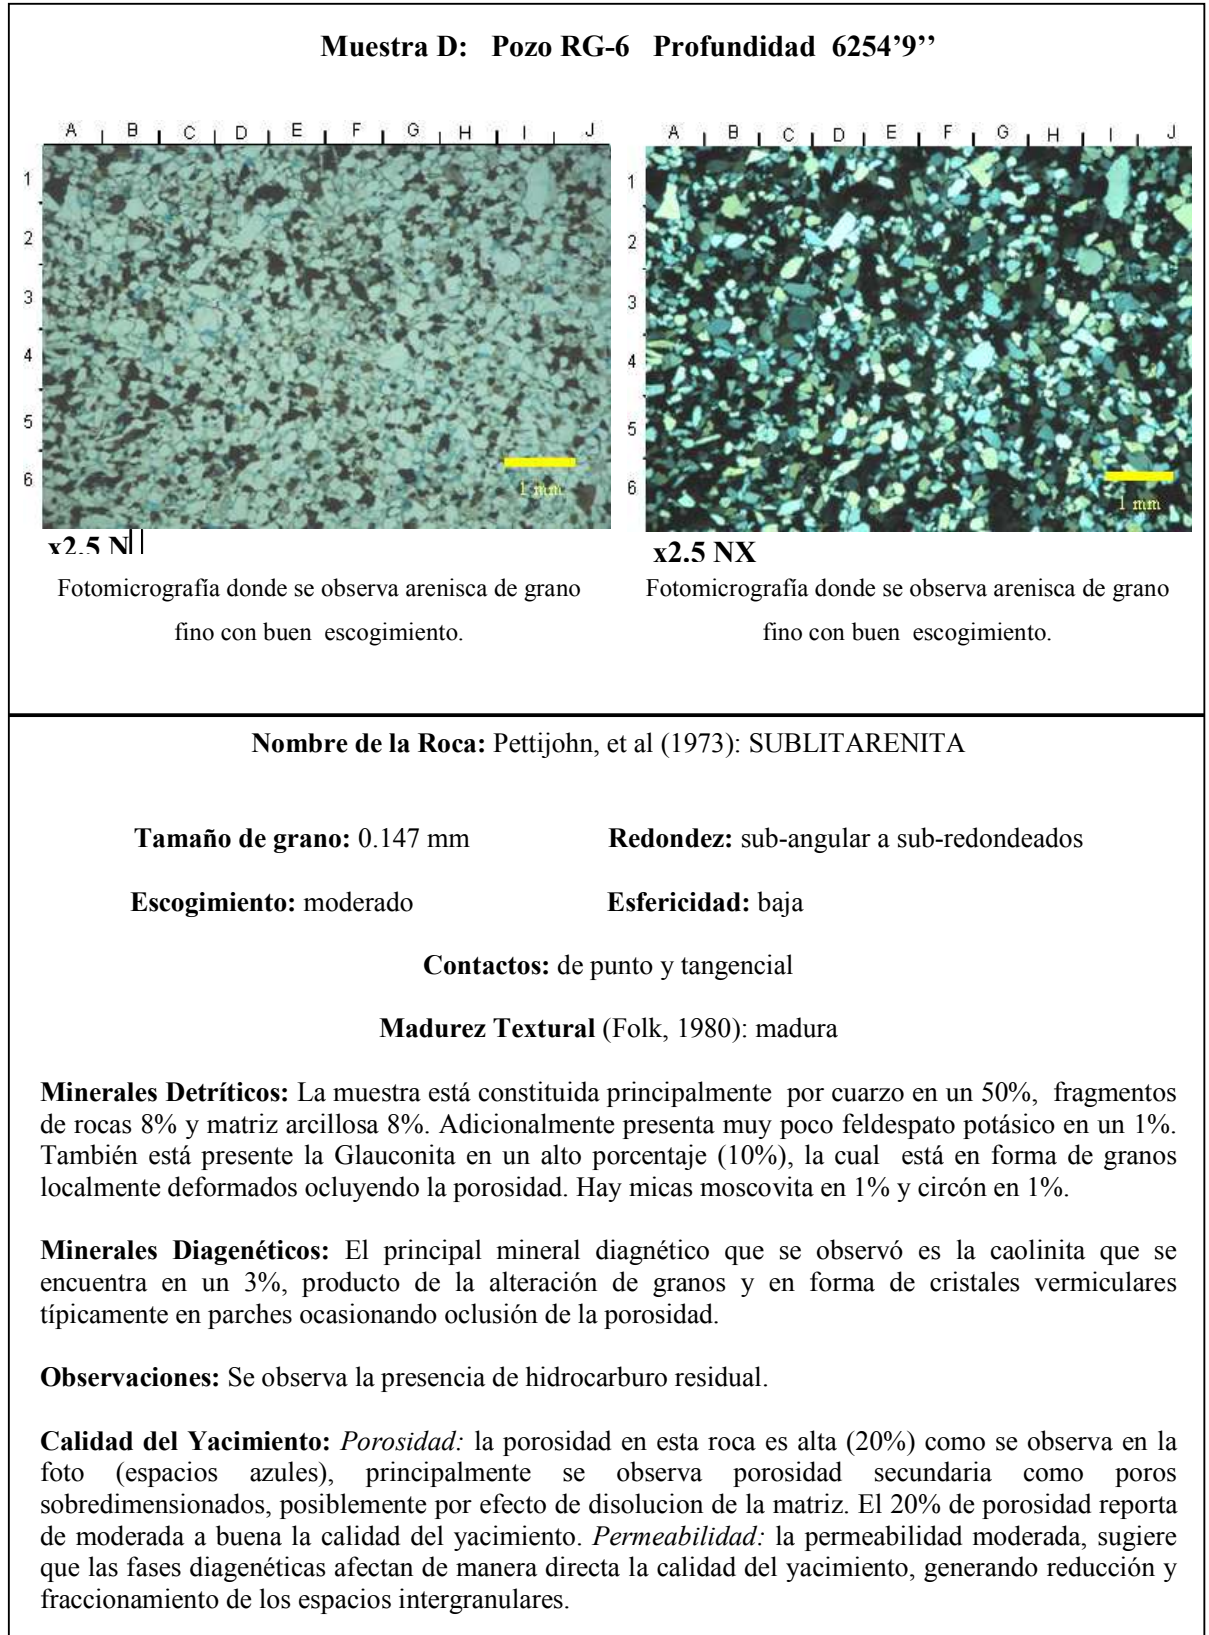 Muestra D: Pozo RG-6 Profundidad 6254’9’’
A B C D E F G H I J
1
2
3
4
5
6
1 mm
x2.5 N||
Fotomicrografía donde se observa arenisca de grano
fino con buen escogimiento.
A B C D E F G H I J
1
2
3
4
5
6
1 mm
x2.5 NX
Fotomicrografía donde se observa arenisca de grano
fino con buen escogimiento.
Nombre de la Roca: Pettijohn, et al (1973): SUBLITARENITA
Tamaño de grano: 0.147 mm Redondez: sub-angular a sub-redondeados
Escogimiento: moderado Esfericidad: baja
Contactos: de punto y tangencial
Madurez Textural (Folk, 1980): madura
Minerales Detríticos: La muestra está constituida principalmente por cuarzo en un 50%, fragmentos
de rocas 8% y matriz arcillosa 8%. Adicionalmente presenta muy poco feldespato potásico en un 1%.
También está presente la Glauconita en un alto porcentaje (10%), la cual está en forma de granos
localmente deformados ocluyendo la porosidad. Hay micas moscovita en 1% y circón en 1%.
Minerales Diagenéticos: El principal mineral diagnético que se observó es la caolinita que se
encuentra en un 3%, producto de la alteración de granos y en forma de cristales vermiculares
típicamente en parches ocasionando oclusión de la porosidad.
Observaciones: Se observa la presencia de hidrocarburo residual.
Calidad del Yacimiento: Porosidad: la porosidad en esta roca es alta (20%) como se observa en la
foto (espacios azules), principalmente se observa porosidad secundaria como poros
sobredimensionados, posiblemente por efecto de disolucion de la matriz. El 20% de porosidad reporta
de moderada a buena la calidad del yacimiento. Permeabilidad: la permeabilidad moderada, sugiere
que las fases diagenéticas afectan de manera directa la calidad del yacimiento, generando reducción y
fraccionamiento de los espacios intergranulares.